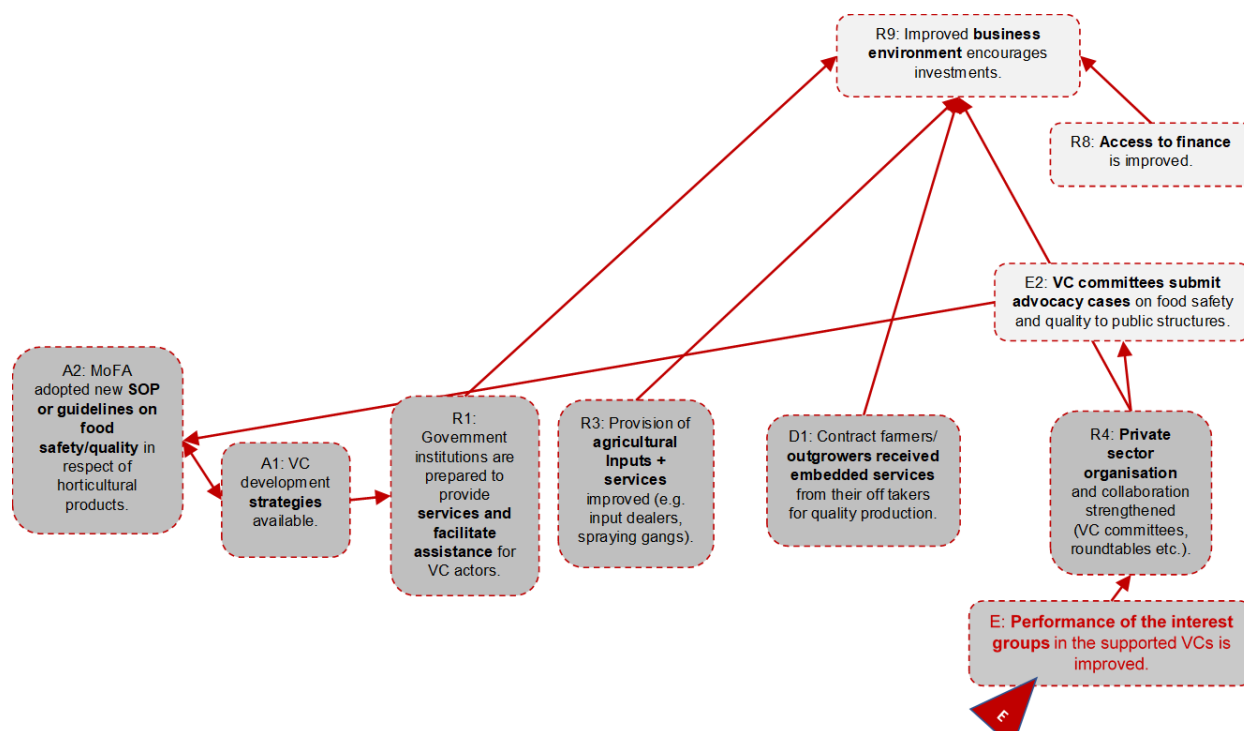 R9: Improved business
environment encourages
investments.
R8: Access to finance
is improved.
E2: VC committees submit
advocacy cases on food safety
and quality to public structures.
A2: MoFA
adopted new SOP
or guidelines on
food
safety/quality in
respect of
horticultural
products.
A1: VC
development
strategies
available.
R1:
Government
institutions are
prepared to
provide
services and
facilitate
assistance for
VC actors.
R3: Provision of
agricultural
Inputs +
services
improved (e.g.
input dealers,
spraying gangs).
D1: Contract farmers/
outgrowers received
embedded services
from their off takers
for quality production.
R4: Private
sector
organisation
and collaboration
strengthened
(VC committees,
roundtables etc.).
E: Performance of the interest
groups in the supported VCs is
improved.
E